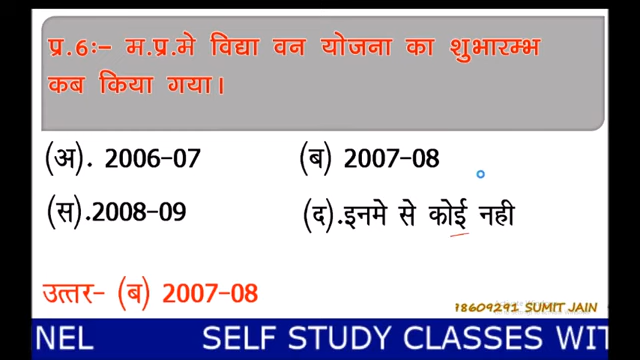 प्र.6ः– म.प्र.मे विद्या वन योजना का शुभारम्भ
कब किया गया।
(अ). 2006-07 (ब) 2007-08
(स).2008-09 (द).इनमे से कोई नही
उत्तर- (ब) 2007-08
18609291 SUMIT JAIN
NEL SELF STUDY CLASSES WIT